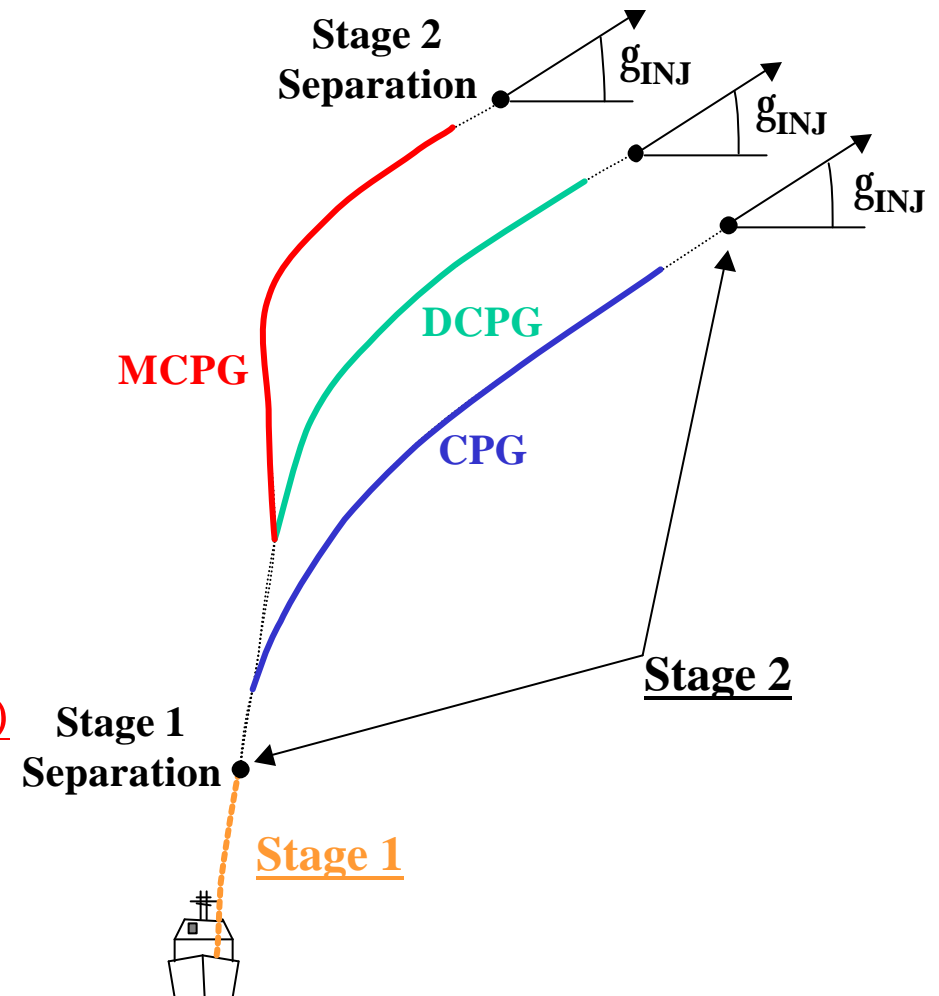 Stage 2
Separation
gINJ
gINJ
gINJ
DCPG
MCPG
CPG
Stage 2
)
Stage 1
Separation
Stage 1